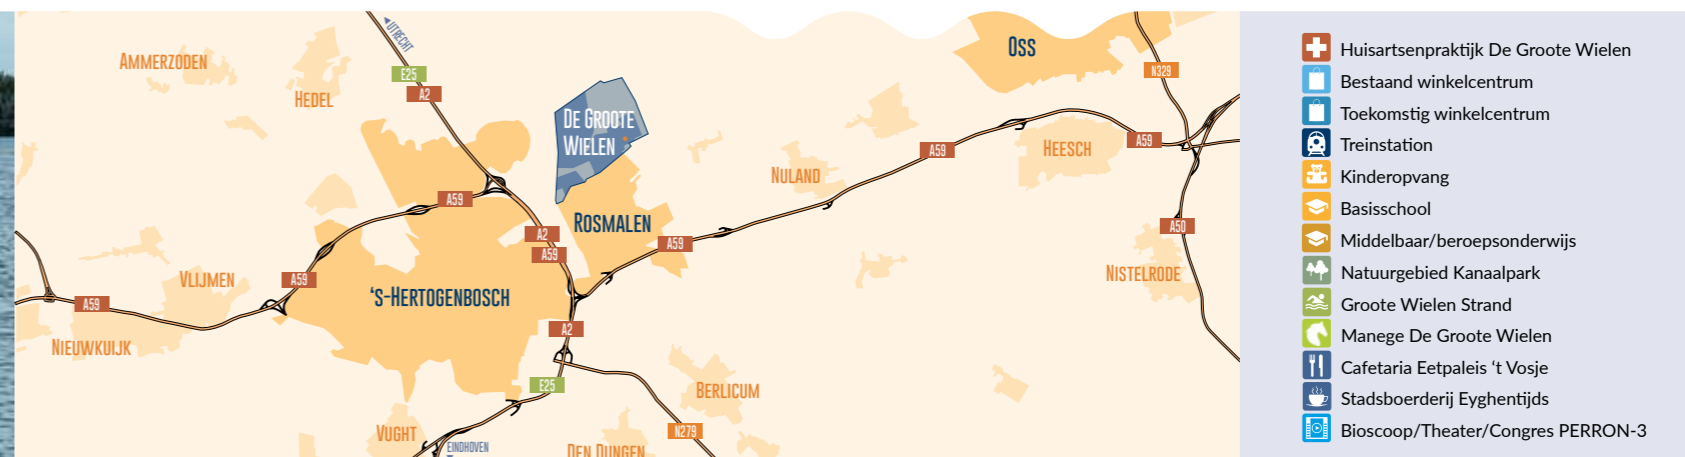 UTRECHT
AMMERZODEN
HEDEL
E25
A2
DE GROOTE
WIELEN
OSS
N329
A59
HEESCH
A59
NULAND
A59
ROSMALEN
A2
A59
A59
A50
NISTELRODE
VLIJMEN
A59
'S-HERTOGENBOSCH
A59
NIEUWKUIJK
A2
E25
BERLICUM
N279
VUGHT
EINDHOVEN
DEN DUNGEN
Huisartsenpraktijk De Groote Wielen
Bestaand winkelcentrum
Toekomstig winkelcentrum
Treinstation
Kinderopvang
Basisschool
Middelbaar/beroepsonderwijs
Natuurgebied Kanaalpark
Groote Wielen Strand
Manege De Groote Wielen
Cafetaria Eetpaleis ‘t Vosje
Stadsboerderij Eyghentijds
Bioscoop/Theater/Congres PERRON-3